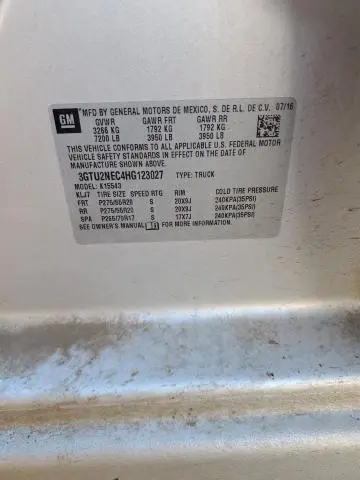 GM
MFD BY GENERAL MOTORS DE MEXICO, S. DE R.L. DE C.V. 07/16
GVWR GAWR FRT GAWR RR
3266 KG 1792 KG 1792 KG
7200 LB 3950 LB 3950 LB
THIS VEHICLE CONFORMS TO ALL APPLICABLE U.S. FEDERAL MOTOR
VEHICLE SAFETY STANDARDS IN EFFECT ON THE DATE OF
MANUFACTURE SHOWN ABOVE.
3GTU2NEC4HG123027 TYPE: TRUCK
MODEL: K15543
KLJ7 TIRE SIZE SPEED RTG RIM COLD TIRE PRESSURE
FRT P275/55R20 S 20X9J 240KPA(35PSI)
RR P275/55R20 S 20X9J 240KPA(35PSI)
SPA P265/70R17 S 17X7J 240KPA(35PSI)
SEE OWNER'S MANUAL